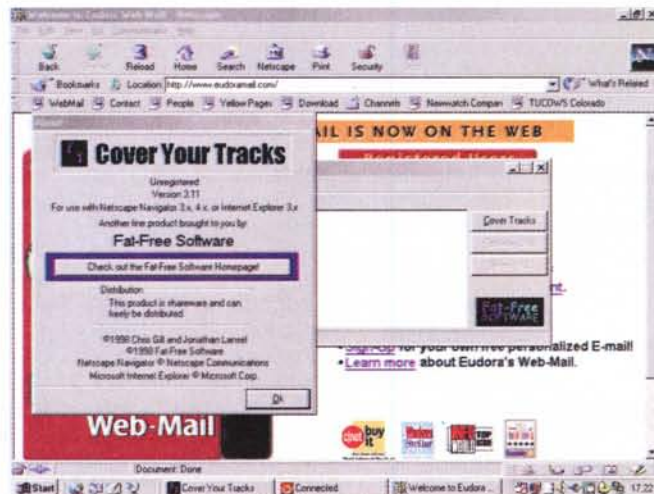 Back Reload Home Search Netscape Print Security
Bookmarks Location http://www.eudoramail.com/ What's Related
WebMail Contact People Yellow Pages Download Channels
TUCOWS Colorado
IL IS NOW ON THE WEB
Cover Your Tracks
Unregistered
Version 3.11
For use with Netscape Navigator 3.x, 4.x, or Internet Explorer 3.x
Another fine product brought to you by:
Fat-Free Software
Check out the Fat-Free Software Homepage!
Distribution:
This product is shareware and can
freely be distributed.
©1998 Chris Gill and Jonathan
©1998 Fat-Free Software
Netscape Navigator © Netscape Communications
Microsoft Internet Explorer © Microsoft Corp.
Ok
Cover Tracks
Fat-Free
SOFTWARE
Sign-Up for your own free personalized E-mail!
Learn more about Eudora's Web-Mail.
Web-Mail
buy
it
Document: Done
Start Cover Your Tracks Connected Welcome to Eudora ... 17:22